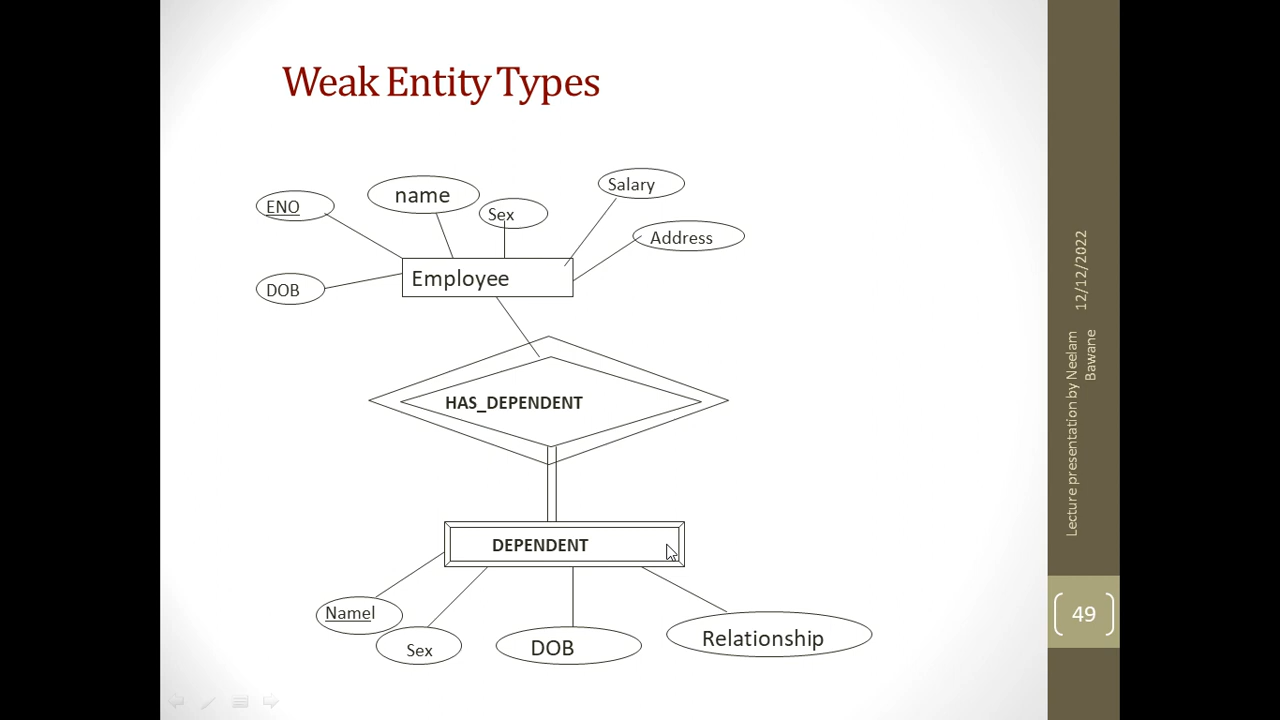 Weak Entity Types
Salary
name
ENO
Sex
Address
Employee
DOB
HAS_DEPENDENT
DEPENDENT
Namel
Sex
DOB
Relationship
12/12/2022
Lecture presentation by Neelam
Bawane
49